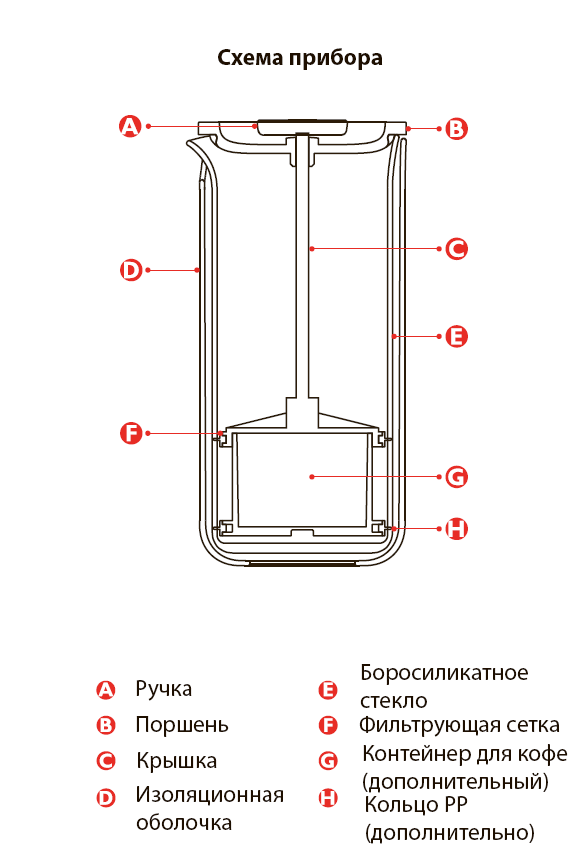 Схема прибора
A
B
C
D
E
F
G
H
A Ручка
B Поршень
C Крышка
D Изоляционная
оболочка
E Боросиликатное
стекло
F Фильтрующая сетка
G Контейнер для кофе
(дополнительный)
H Кольцо PP
(дополнительно)